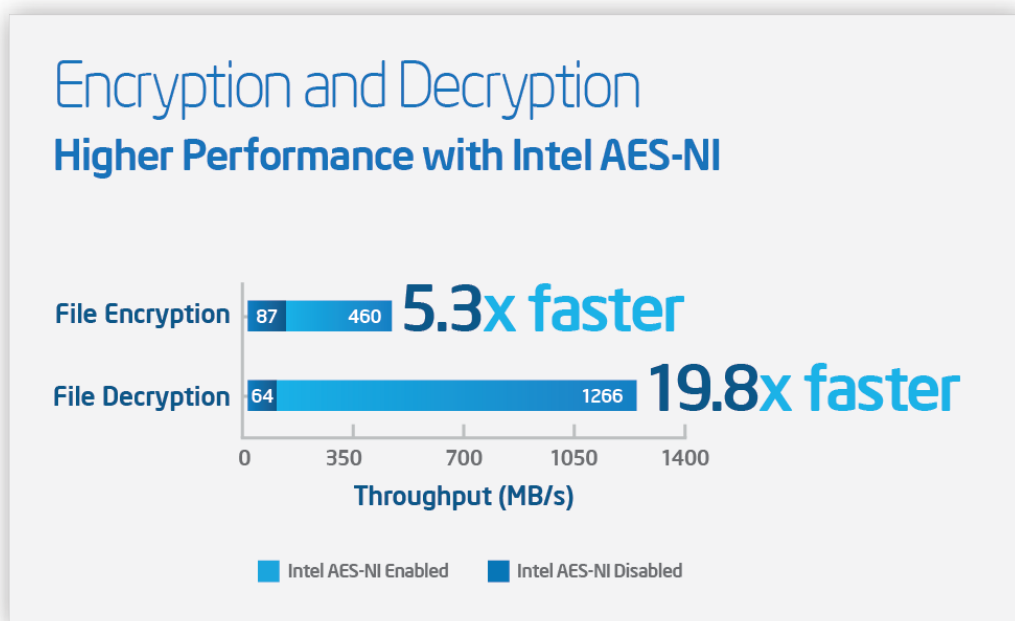 Encryption and Decryption
Higher Performance with Intel AES-NI
File Encryption 87 460 5.3x faster
File Decryption 64 1266 19.8x faster
0 350 700 1050 1400
Throughput (MB/s)
Intel AES-NI Enabled Intel AES-NI Disabled